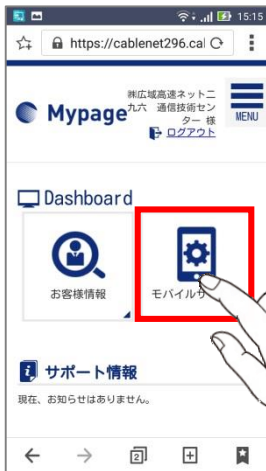 15:15
https://cablenet296.cal
Mypage
㈱広域高速ネット二
九六 通信技術セン
ター 様
ログアウト
MENU
Dashboard
お客様情報
モバイルサ
サポート情報
現在、お知らせはありません。
2